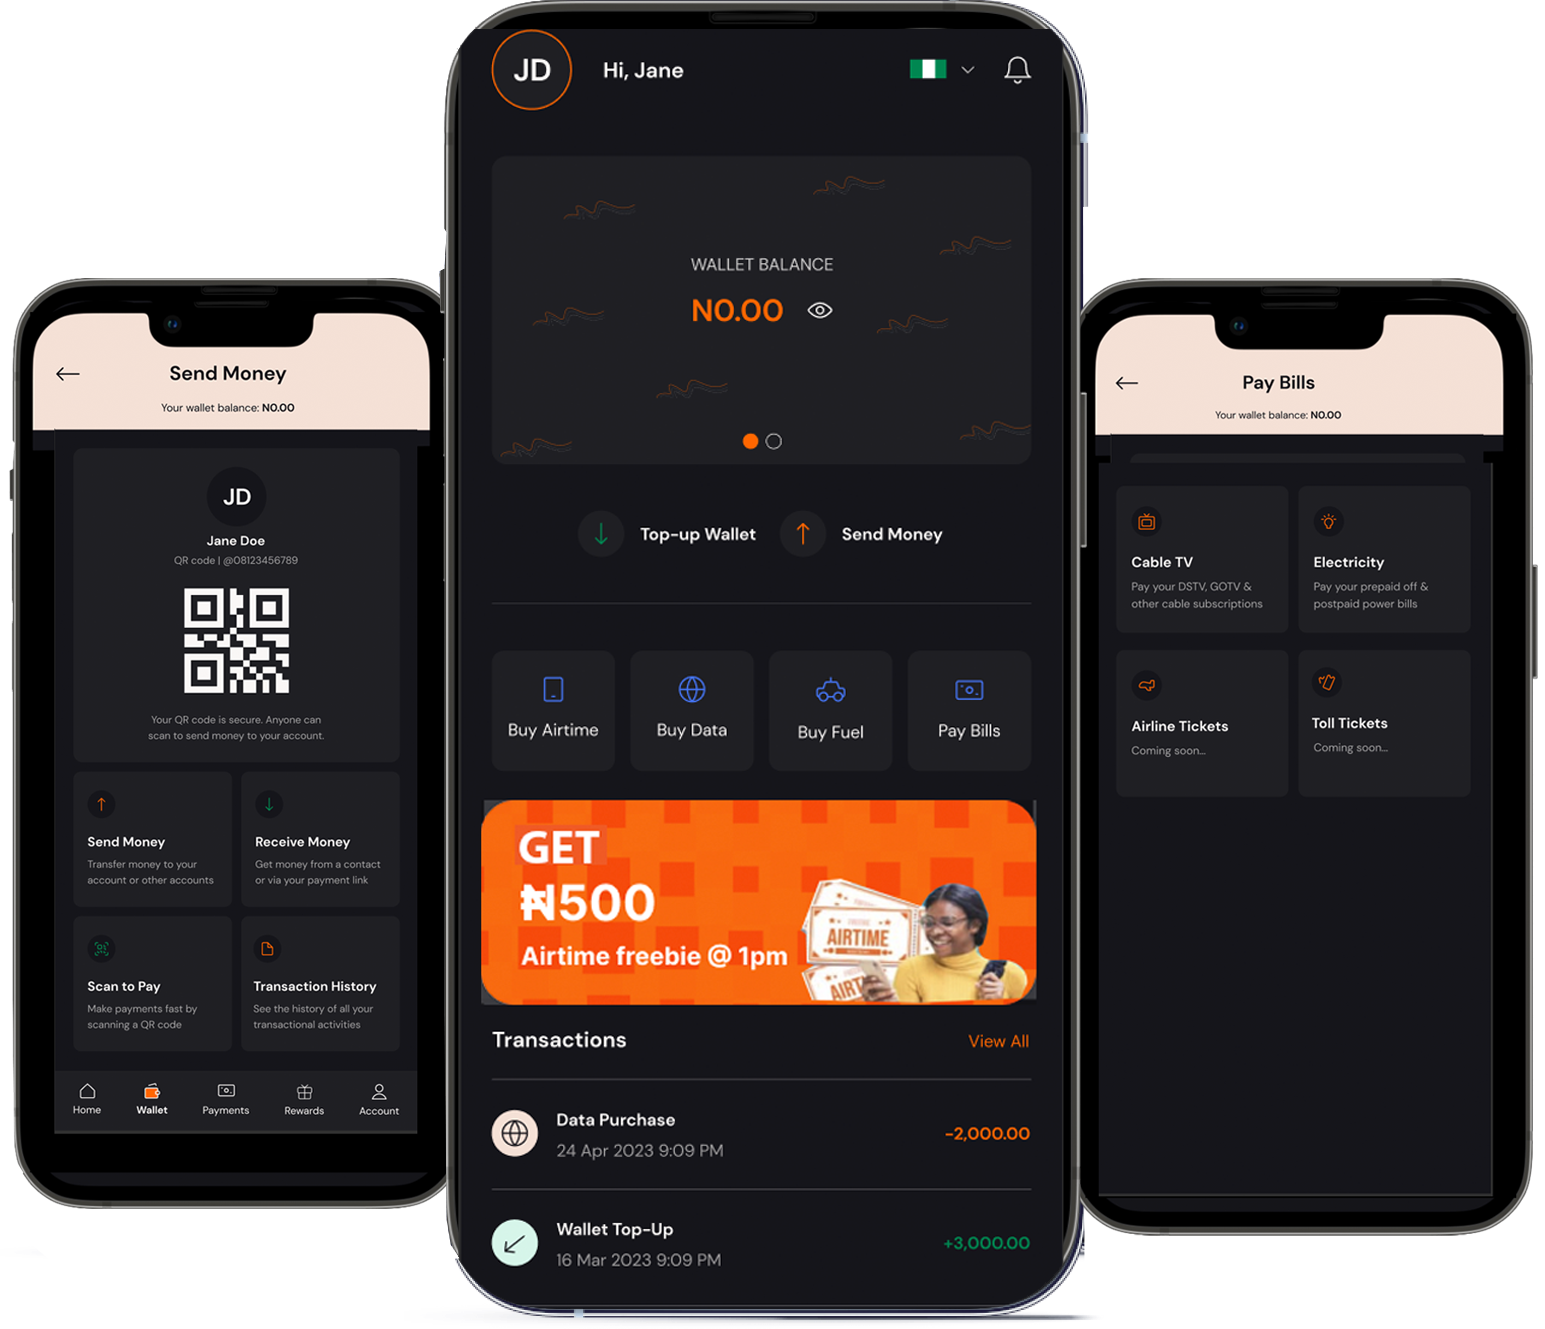 Send Money
Your wallet balance: N0.00
JD
Jane Doe
QR code | @08123456789
Your QR code is secure. Anyone can
scan to send money to your account.
Send Money
Transfer money to your
account or other accounts
Receive Money
Get money from a contact
or via your payment link
Scan to Pay
Make payments fast by
scanning a QR code
Transaction History
See the history of all your
transactional activities
Home
Wallet
Payments
Rewards
Account
JD
Hi, Jane
WALLET BALANCE
N0.00
Top-up Wallet
Send Money
Buy Airtime
Buy Data
Buy Fuel
Pay Bills
GET
₦500
Airtime freebie @ 1pm
AIRTIME
AIRT
Transactions
View All
Data Purchase
24 Apr 2023 9:09 PM
-2,000.00
Wallet Top-Up
16 Mar 2023 9:09 PM
+3,000.00
Pay Bills
Your wallet balance: N0.00
Cable TV
Pay your DSTV, GOTV &
other cable subscriptions
Electricity
Pay your prepaid off &
postpaid power bills
Airline Tickets
Coming soon...
Toll Tickets
Coming soon...